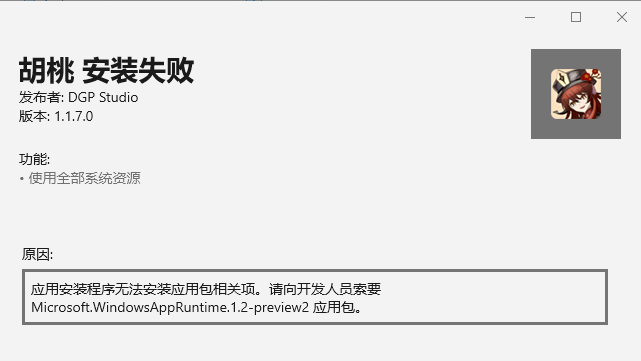 胡桃 安装失败
发布者: DGP Studio
版本: 1.1.7.0
功能:
• 使用全部系统资源
原因:
应用安装程序无法安装应用包相关项。请向开发人员索要
Microsoft.WindowsAppRuntime.1.2-preview2 应用包。